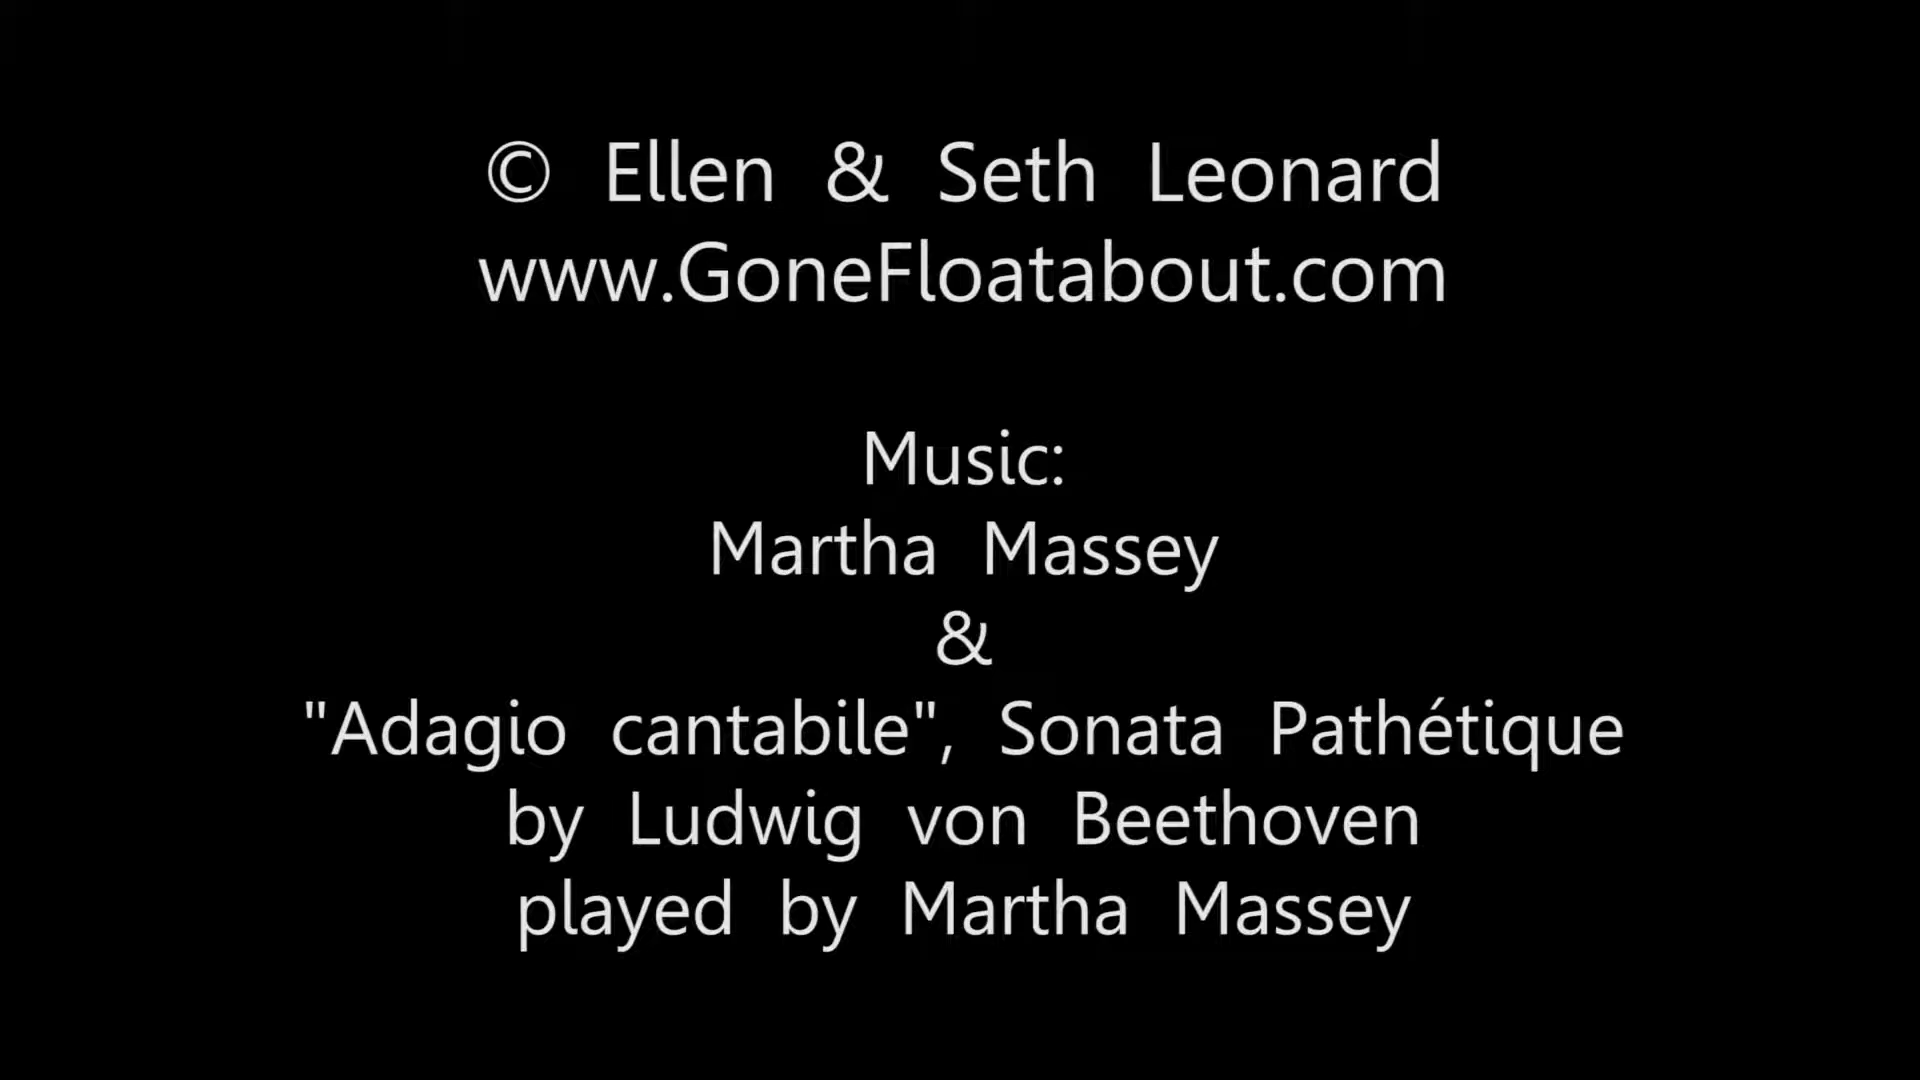 © Ellen & Seth Leonard
www.GoneFloatabout.com
Music:
Martha Massey
&
"Adagio cantabile", Sonata Pathétique
by Ludwig von Beethoven
played by Martha Massey